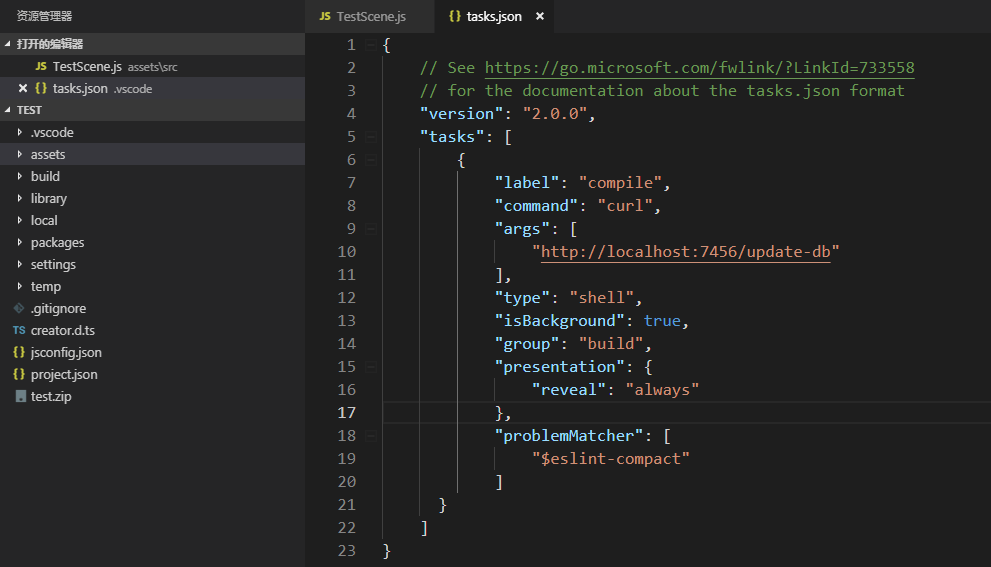 资源管理器
打开的编辑器
JS TestScene.js assets\src
{} tasks.json .vscode
TEST
.vscode
assets
build
library
local
packages
settings
temp
.gitignore
TS creator.d.ts
{} jsconfig.json
{} project.json
test.zip
JS TestScene.js {} tasks.json ×
1 {
2 // See https://go.microsoft.com/fwlink/?LinkId=733558
3 // for the documentation about the tasks.json format
4 "version": "2.0.0",
5 "tasks": [
6 {
7 "label": "compile",
8 "command": "curl",
9 "args": [
10 "http://localhost:7456/update-db"
11 ],
12 "type": "shell",
13 "isBackground": true,
14 "group": "build",
15 "presentation": {
16 "reveal": "always"
17 },
18 "problemMatcher": [
19 "$eslint-compact"
20 ]
21 }
22 ]
23 }